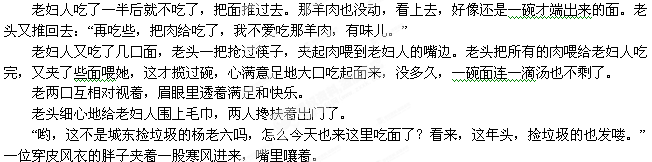 老妇人吃了一半后就不吃了，把面推过去。那羊肉也没动，看上去，好像还是一碗才端出来的面。老
头又推回去：“再吃些，把肉给吃了，我不爱吃那羊肉，有味儿。”
老妇人又吃了几口面，老头一把抢过筷子，夹起肉喂到老妇人的嘴边。老头把所有的肉喂给老妇人吃
完，又夹了些面喂她，这才揽过碗，心满意足地大口吃起面来，没多久，一碗面连一滴汤也不剩了。
老两口互相对视着，眉眼里透着满足和快乐。
老头细心地给老妇人围上毛巾，两人搀扶着出门了。
“哟，这不是城东捡垃圾的杨老六吗，怎么今天也来这里吃面了？看来，这年头，捡垃圾的也发喽。”
一位穿皮风衣的胖子夹着一股寒风进来，嘴里嚷着。